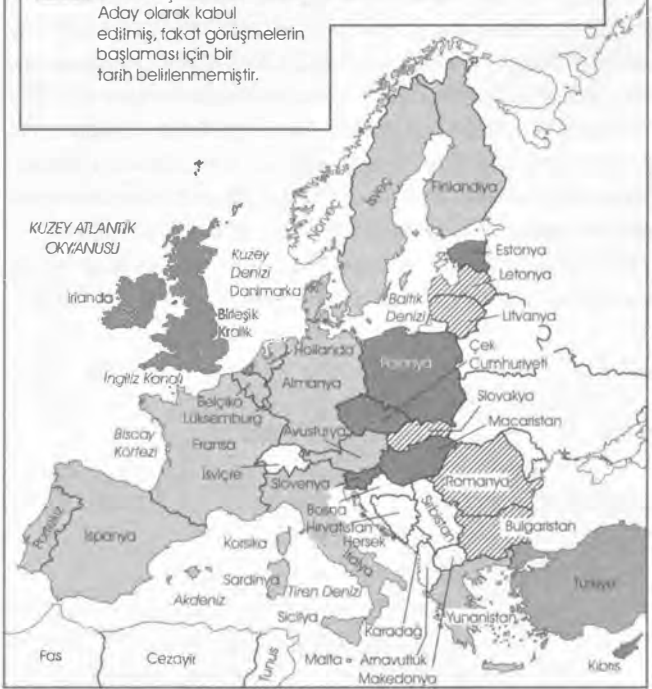 Aday olarak kabul
edilmiş, fakat görüşmelerin
başlaması için bir
tarih belirlenmemiştir.
KUZEY ATLANTİK
OKYANUSU
İrlanda
Birleşik
Kralık
Kuzey
Denizi
Danimarka
Norveç
İsveç
Finlandiya
Estonya
Letonya
Litvanya
Baltık
Denizi
İngiliz Kanalı
Hollanda
Almanya
Polonya
Çek
Cumhuriyeti
Slovakya
Macaristan
Belçika
Lüksemburg
Biscay
Körfezi
Fransa
Avusturya
İsviçre
Slovenya
Romanya
Bosna
Hırvatistan
Hersek
Sırbistan
Bulgaristan
Portekiz
İspanya
Korsika
İtalya
Sardinya
Tiren Denizi
Akdeniz
Sicilya
Türkiye
Yunanistan
Karadağ
Fas
Cezayir
Tunus
Malta
Arnavutluk
Makedonya
Kıbrıs